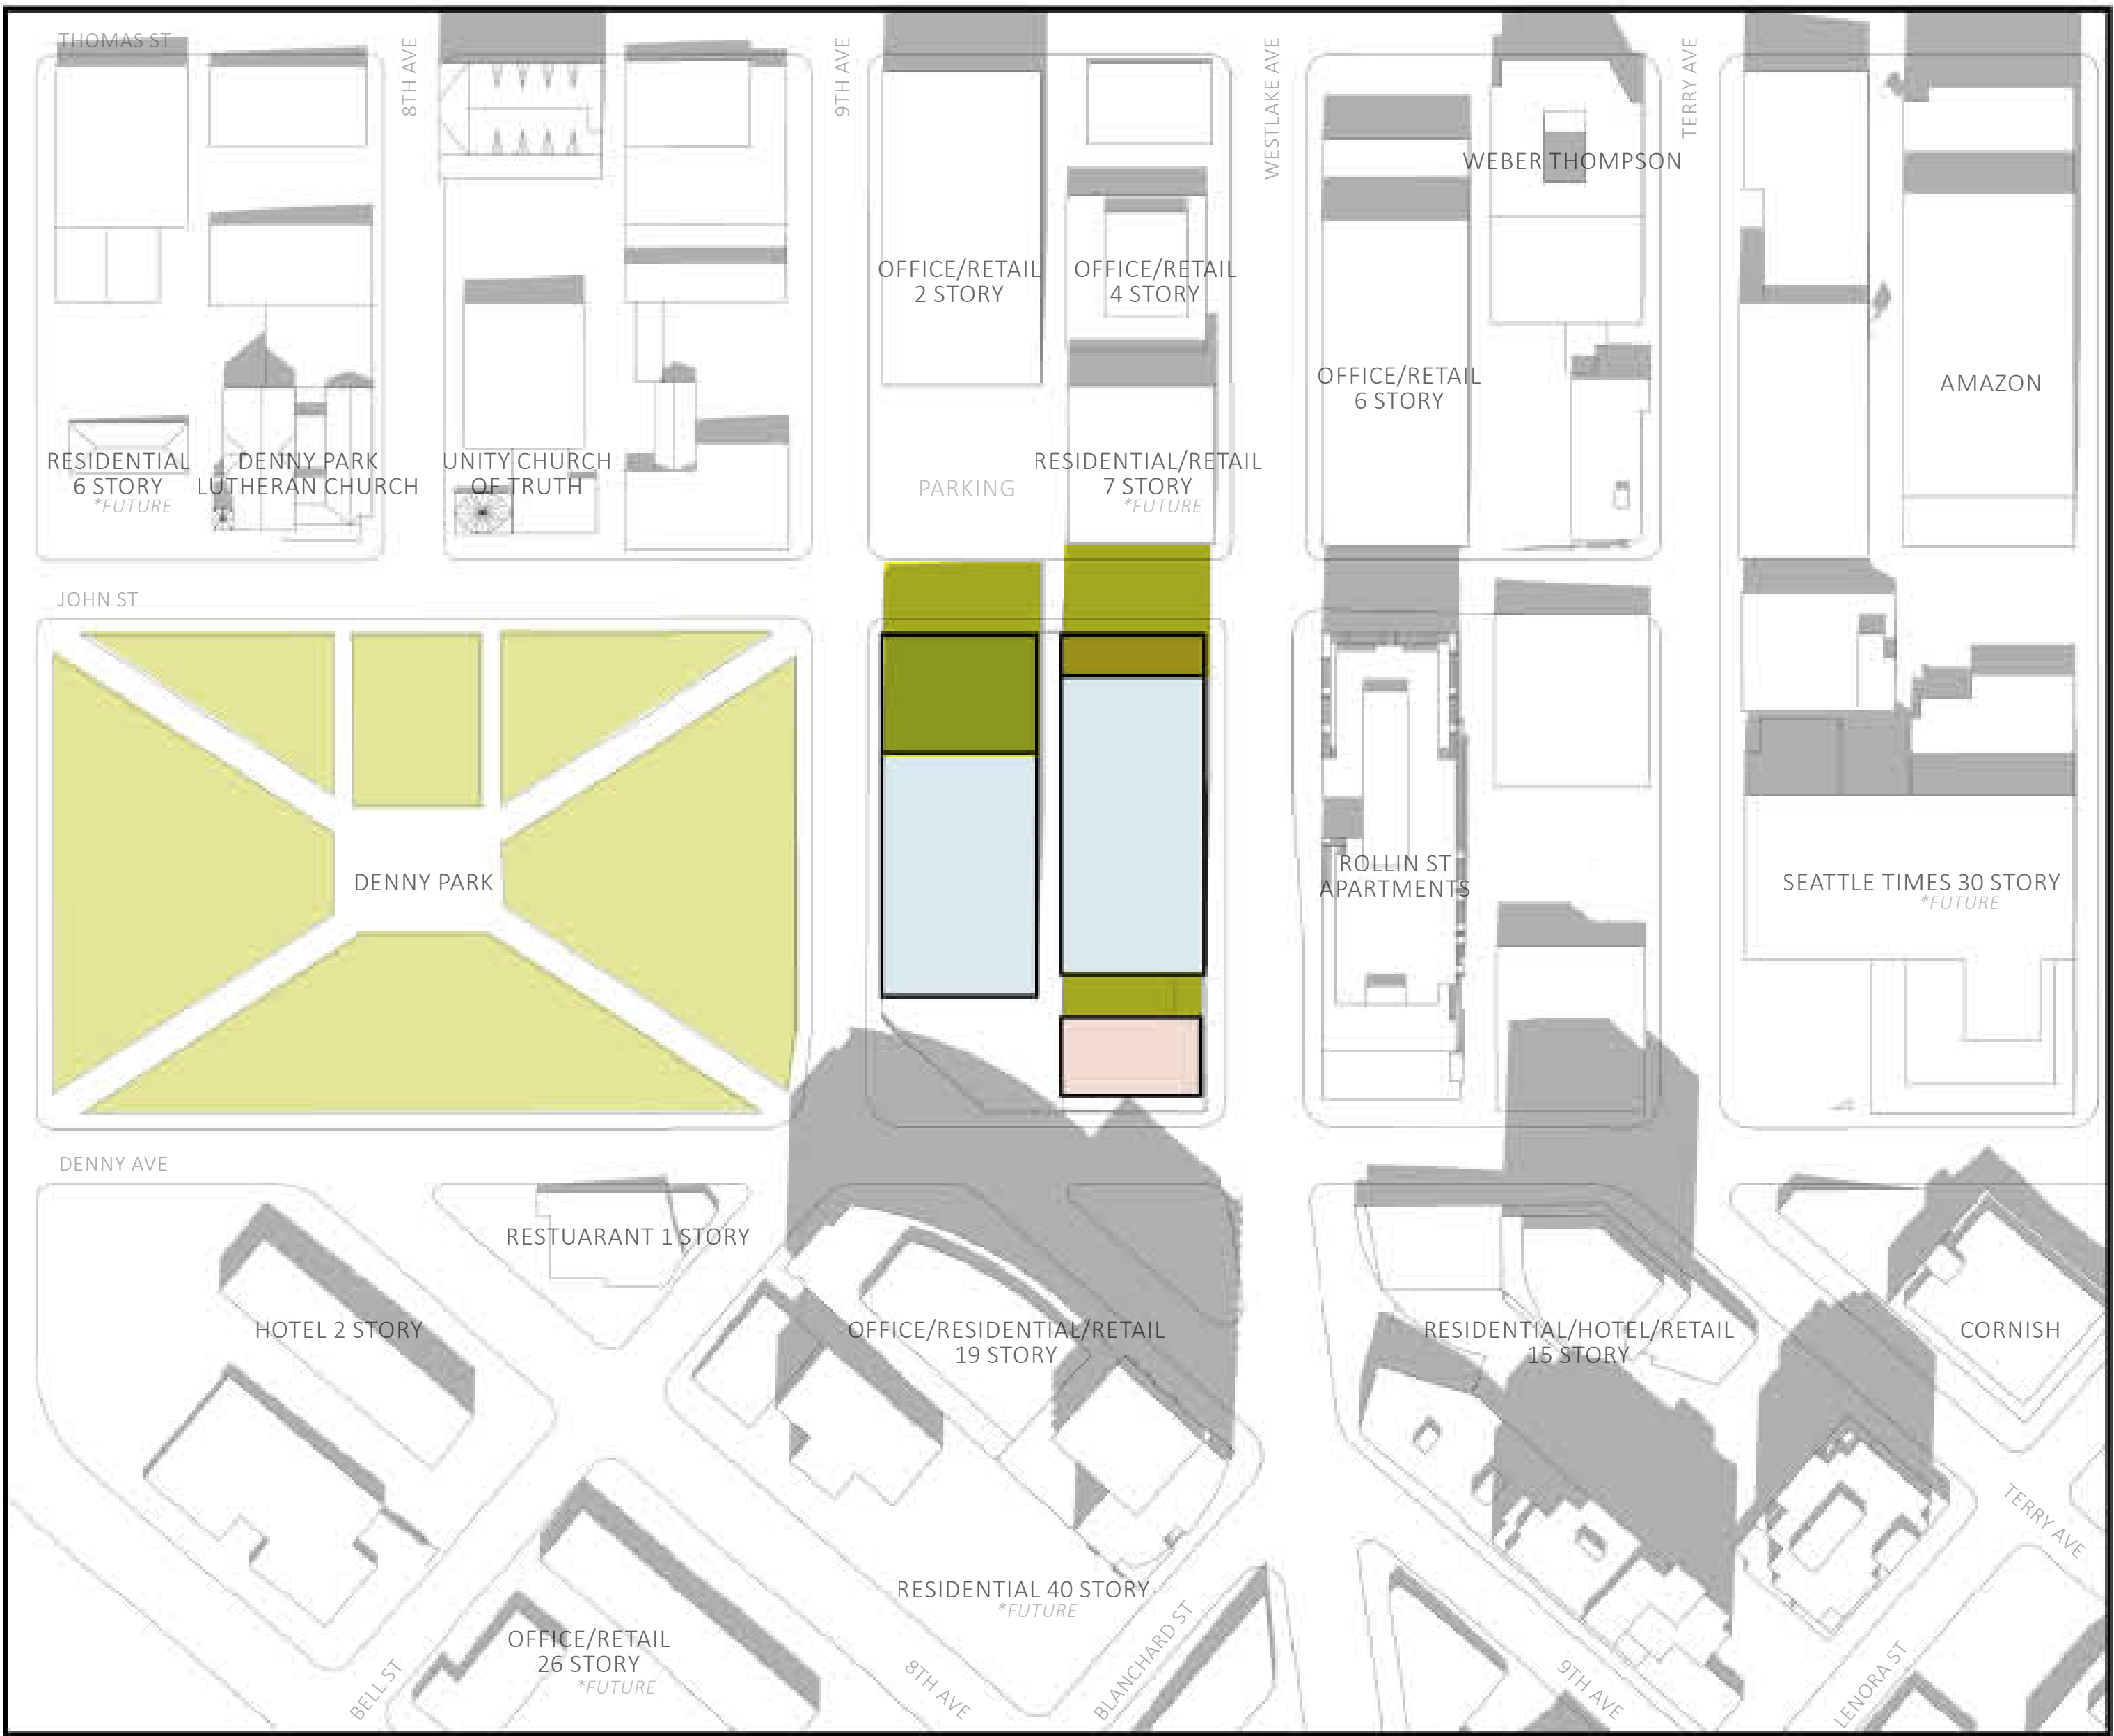 THOMAS ST
8TH AVE
9TH AVE
WESTLAKE AVE
TERRY AVE
WEBER THOMPSON
OFFICE/RETAIL
2 STORY
OFFICE/RETAIL
4 STORY
OFFICE/RETAIL
6 STORY
AMAZON
RESIDENTIAL
6 STORY
*FUTURE
DENNY PARK
LUTHERAN CHURCH
UNITY CHURCH
OF TRUTH
PARKING
RESIDENTIAL/RETAIL
7 STORY
*FUTURE
JOHN ST
DENNY PARK
ROLLIN ST
APARTMENTS
SEATTLE TIMES 30 STORY
*FUTURE
DENNY AVE
RESTUARANT 1 STORY
HOTEL 2 STORY
OFFICE/RESIDENTIAL/RETAIL
19 STORY
RESIDENTIAL/HOTEL/RETAIL
15 STORY
CORNISH
TERRY AVE
RESIDENTIAL 40 STORY
*FUTURE
OFFICE/RETAIL
26 STORY
*FUTURE
BELL ST
8TH AVE
BLANCHARD ST
9TH AVE
LENORA ST